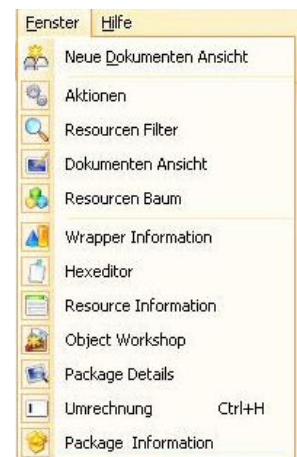 Fenster Hilfe
Neue Dokumenten Ansicht
Aktionen
Resourcen Filter
Dokumenten Ansicht
Resourcen Baum
Wrapper Information
Hexeditor
Resource Information
Object Workshop
Package Details
Umrechnung Ctrl+H
Package Information